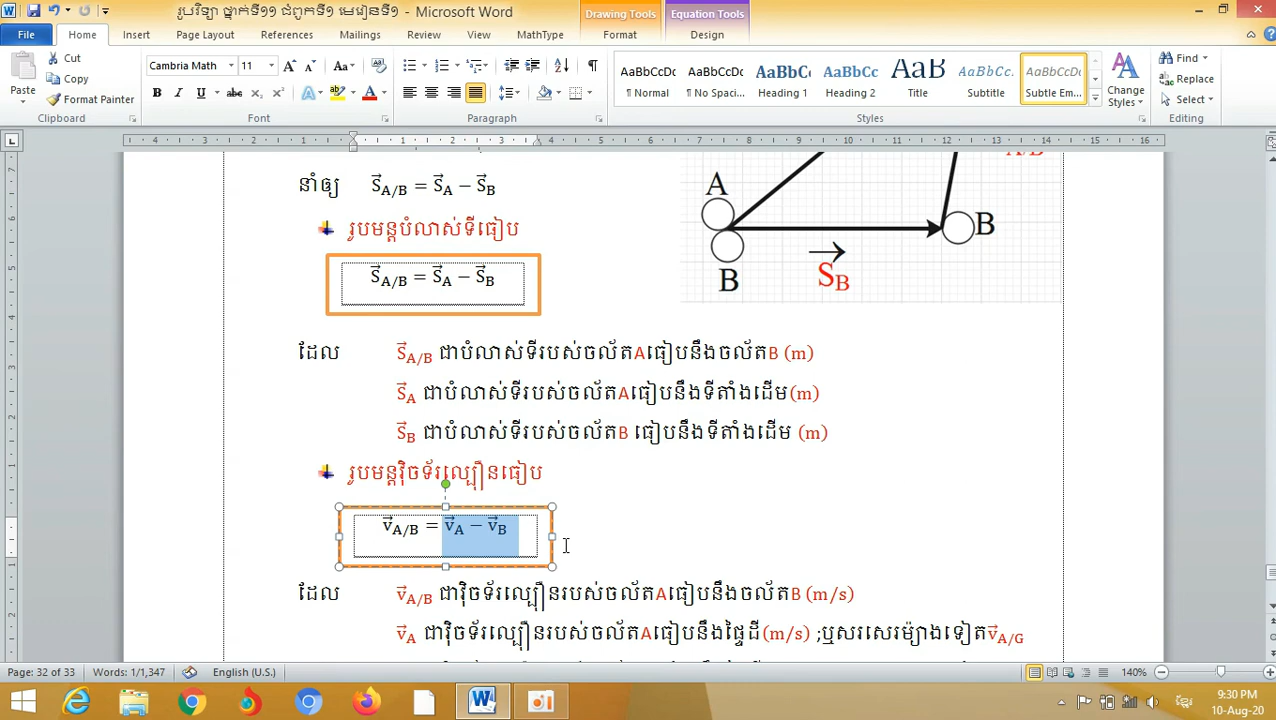 រូបវិទ្យា ថ្នាក់ទី១១ ជំពូកទី១ មេរៀនទី១ - Microsoft Word
Drawing Tools
Equation Tools
File Home Insert Page Layout References Mailings Review View MathType Format Design
Paste
Cut
Copy
Format Painter
Clipboard
Cambria Math 11
Font
Paragraph
AaBbCcDc AaBbCcDc AaBbCc AaBbCc AaB AaBbCc. AaBbCcDc
¶ Normal ¶ No Spaci... Heading 1 Heading 2 Title Subtitle Subtle Em...
Change Styles
Styles
Find
Replace
Select
Editing
នាំឲ្យ S⃗A/B = S⃗A − S⃗B
រូបមន្តបំលាស់ទីធៀប
S⃗A/B = S⃗A − S⃗B
A
B
B
SB
A/B
ដែល S⃗A/B ជាបំលាស់ទីរបស់ចល័តAធៀបនឹងចល័តB (m)
S⃗A ជាបំលាស់ទីរបស់ចល័តAធៀបនឹងទីតាំងដើម(m)
S⃗B ជាបំលាស់ទីរបស់ចល័តB ធៀបនឹងទីតាំងដើម (m)
រូបមន្តវ៉ិចទ័រល្បឿនធៀប
v⃗A/B = v⃗A − v⃗B
ដែល v⃗A/B ជាវ៉ិចទ័រល្បឿនរបស់ចល័តAធៀបនឹងចល័តB (m/s)
v⃗A ជាវ៉ិចទ័រល្បឿនរបស់ចល័តAធៀបនឹងផ្ទៃដី(m/s) ;ឬសរសេរម៉្យាងទៀតv⃗A/G
Page: 32 of 33 Words: 1/1,347 English (U.S.) 140%
9:30 PM
10-Aug-20